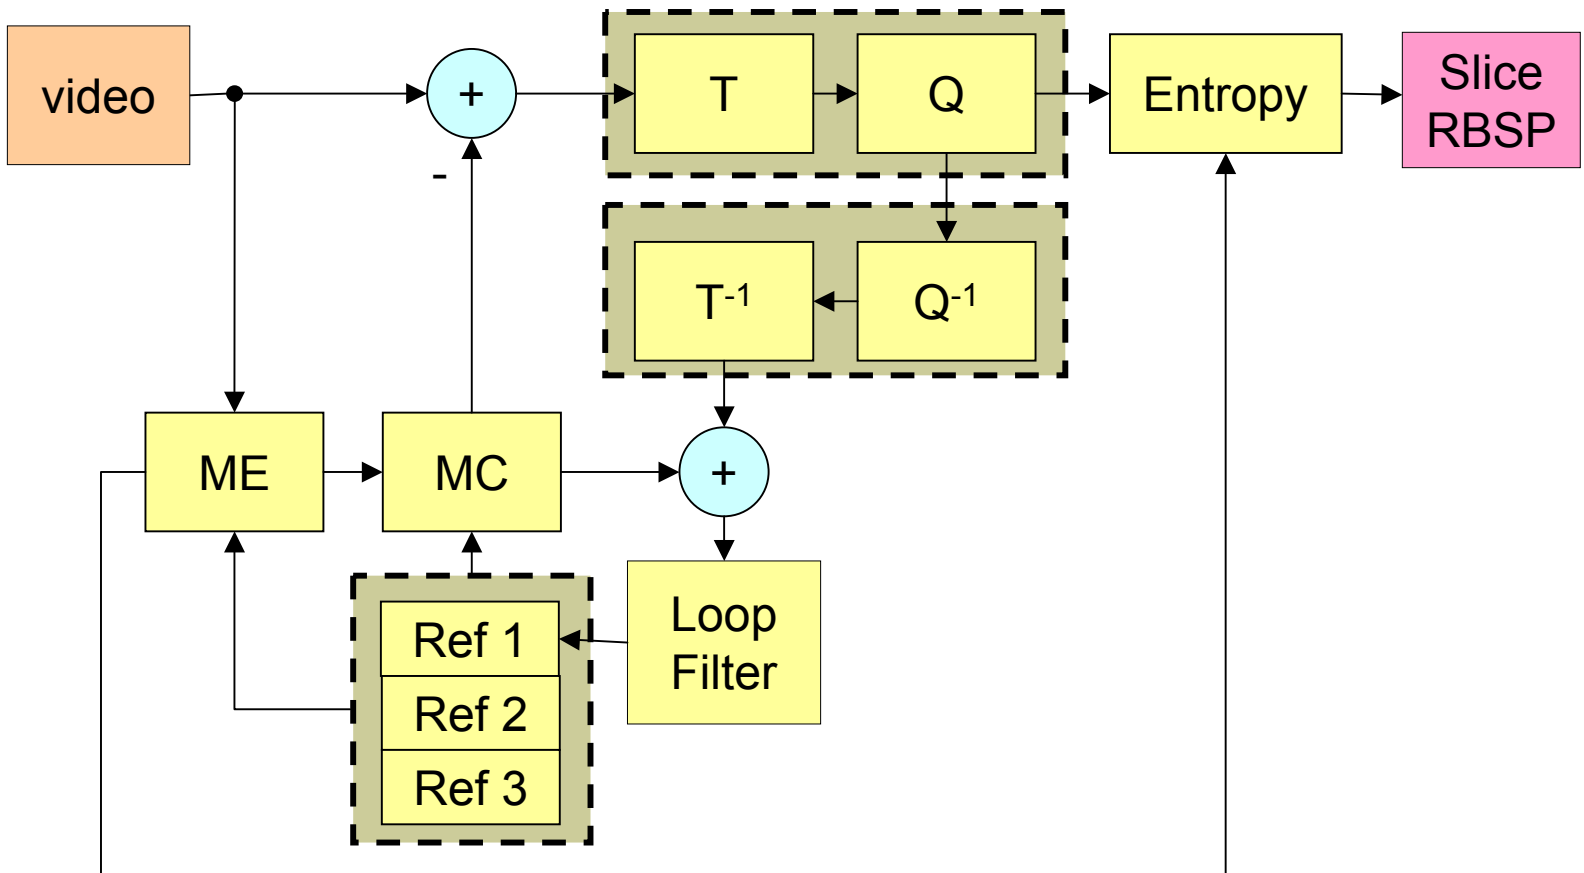 video
+
T
Q
Entropy
Slice
RBSP
-
T-1
Q-1
ME
MC
+
Loop
Filter
Ref 1
Ref 2
Ref 3